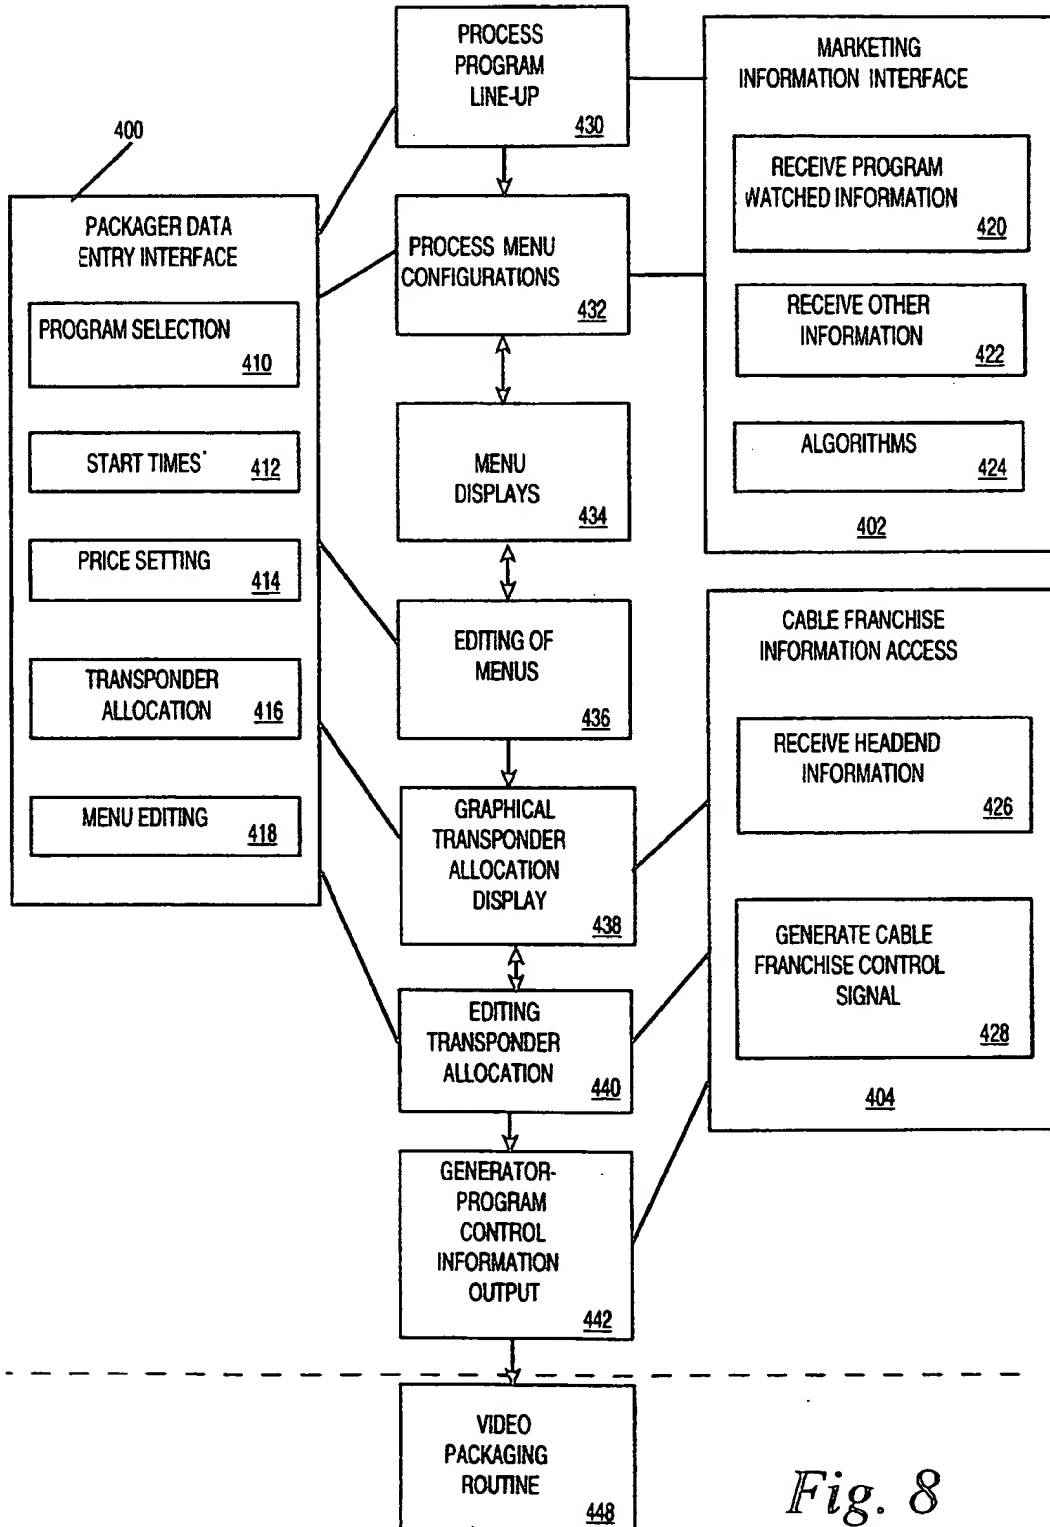 400
PACKAGER DATA
ENTRY INTERFACE
PROGRAM SELECTION
410
START TIMES
412
PRICE SETTING
414
TRANSPONDER
ALLOCATION
416
MENU EDITING
418
PROCESS
PROGRAM
LINE-UP
430
PROCESS MENU
CONFIGURATIONS
432
MENU
DISPLAYS
434
EDITING OF
MENUS
436
GRAPHICAL
TRANSPONDER
ALLOCATION
DISPLAY
438
EDITING
TRANSPONDER
ALLOCATION
440
GENERATOR-
PROGRAM
CONTROL
INFORMATION
OUTPUT
442
VIDEO
PACKAGING
ROUTINE
448
MARKETING
INFORMATION INTERFACE
RECEIVE PROGRAM
WATCHED INFORMATION
420
RECEIVE OTHER
INFORMATION
422
ALGORITHMS
424
402
CABLE FRANCHISE
INFORMATION ACCESS
RECEIVE HEADEND
INFORMATION
426
GENERATE CABLE
FRANCHISE CONTROL
SIGNAL
428
404
Fig. 8